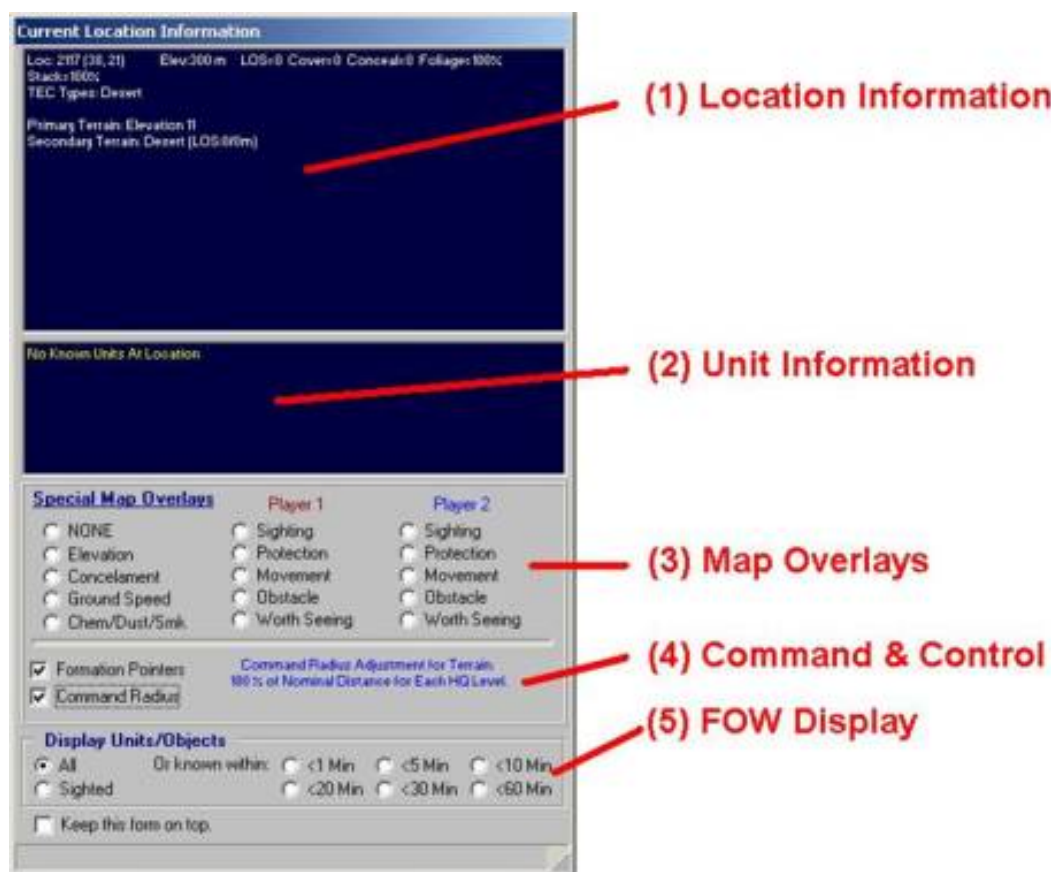 Current Location Information
Loc: 2117 (38, 21) Elev:300 m LOS=0 Cover=0 Conceal=0 Foliage=100%
Stack=100%
TEC Types: Desert
Primary Terrain: Elevation 11
Secondary Terrain: Desert (LOS:0/0m)
(1) Location Information
No Known Units At Location
(2) Unit Information
Special Map Overlays Player 1 Player 2
NONE Sighting Sighting
Elevation Protection Protection
Concelament Movement Movement
Ground Speed Obstacle Obstacle
Chem/Dust/Smk. Worth Seeing Worth Seeing
(3) Map Overlays
Formation Pointers Command Radius Adjustment for Terrain.
100 % of Nominal Distance for Each HQ Level.
Command Radius
(4) Command & Control
Display Units/Objects
All Or known within: <1 Min <5 Min <10 Min
Sighted <20 Min <30 Min <60 Min
(5) FOW Display
Keep this form on top.